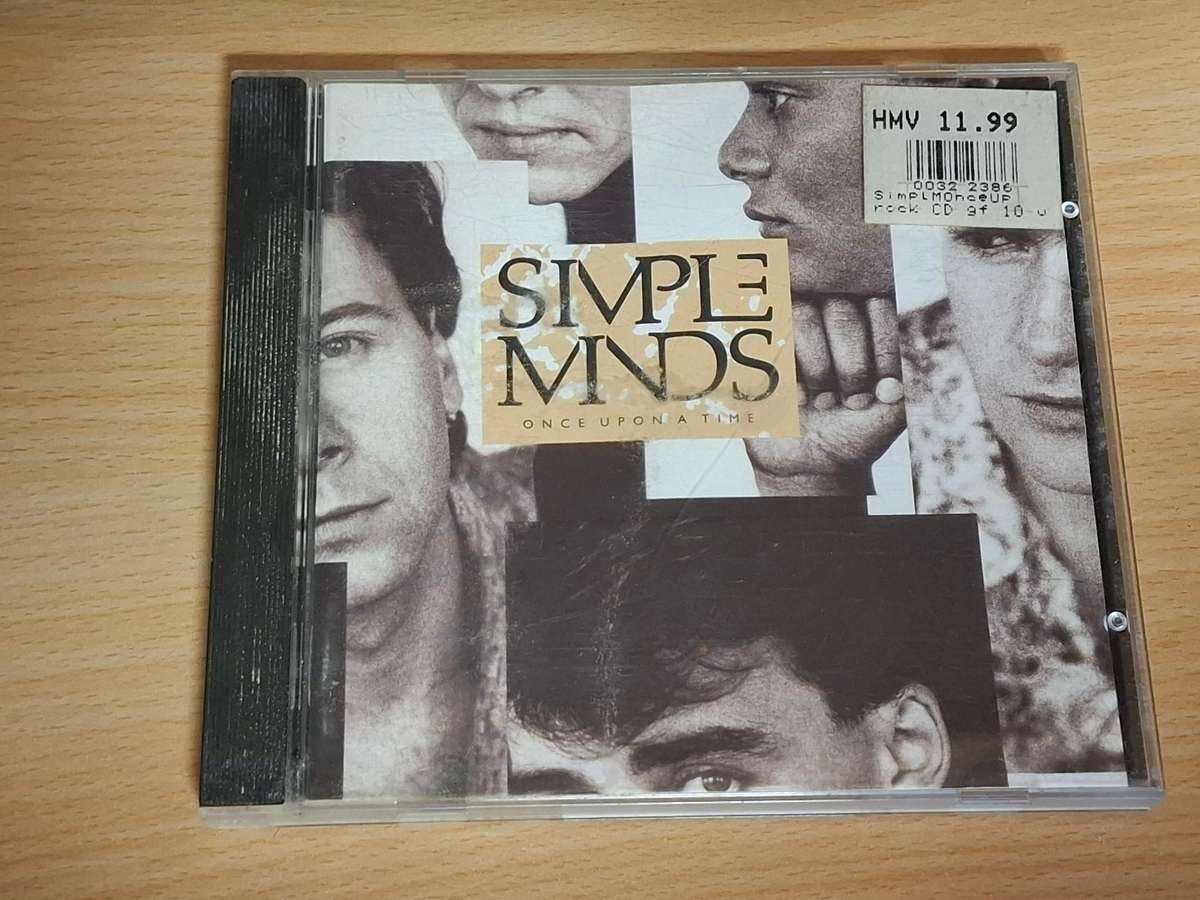 HMV 11.99
0032 2386
SimplMOnceUp
rock CD gf 10
SIMPLE
MINDS
ONCE UPON A TIME